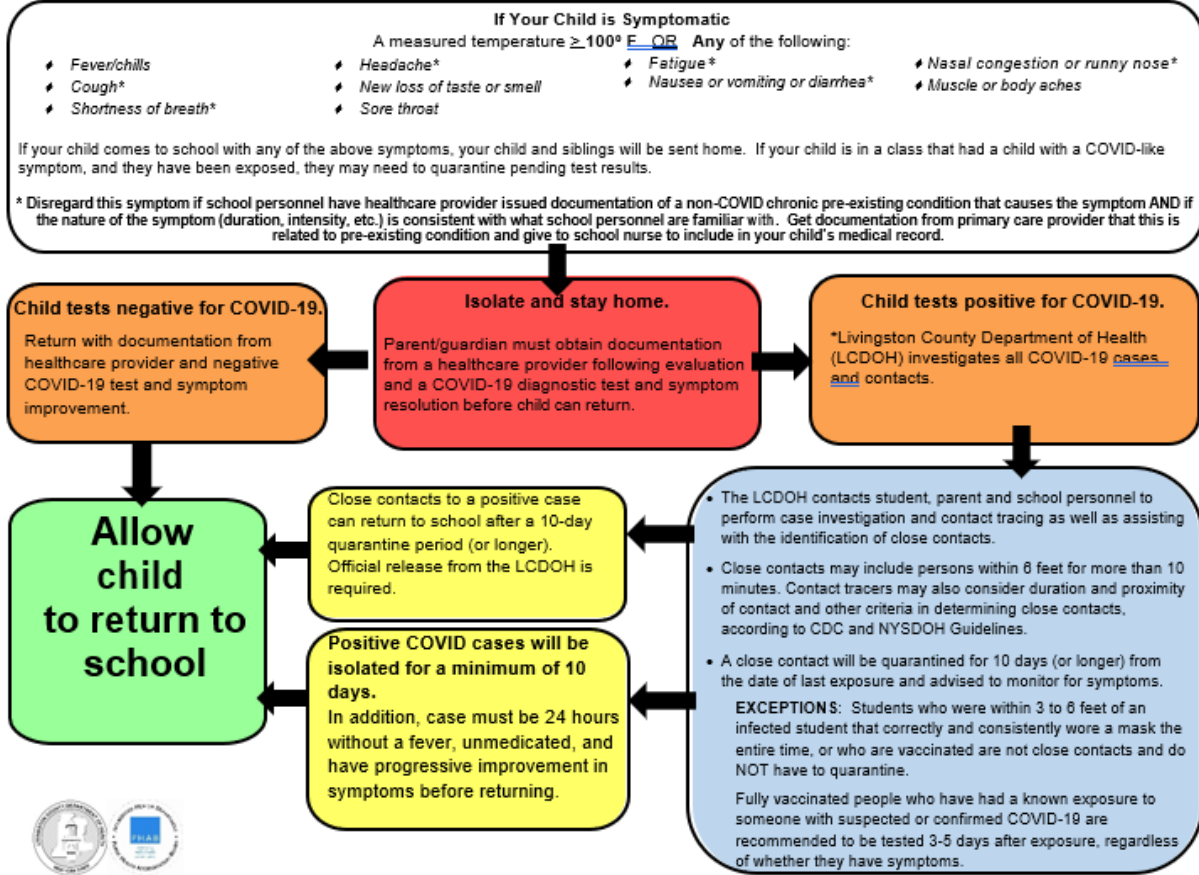 If Your Child is Symptomatic
A measured temperature ≥ 100º F OR Any of the following:
♦ Fever/chills
♦ Cough*
♦ Shortness of breath*
♦ Headache*
♦ New loss of taste or smell
♦ Sore throat
♦ Fatigue*
♦ Nausea or vomiting or diarrhea*
♦ Nasal congestion or runny nose*
♦ Muscle or body aches
If your child comes to school with any of the above symptoms, your child and siblings will be sent home. If your child is in a class that had a child with a COVID-like
symptom, and they have been exposed, they may need to quarantine pending test results.
* Disregard this symptom if school personnel have healthcare provider issued documentation of a non-COVID chronic pre-existing condition that causes the symptom AND if
the nature of the symptom (duration, intensity, etc.) is consistent with what school personnel are familiar with. Get documentation from primary care provider that this is
related to pre-existing condition and give to school nurse to include in your child's medical record.
Child tests negative for COVID-19.
Return with documentation from
healthcare provider and negative
COVID-19 test and symptom
improvement.
Isolate and stay home.
Parent/guardian must obtain documentation
from a healthcare provider following evaluation
and a COVID-19 diagnostic test and symptom
resolution before child can return.
Child tests positive for COVID-19.
*Livingston County Department of Health
(LCDOH) investigates all COVID-19 cases
and contacts.
Allow
child
to return to
school
Close contacts to a positive case
can return to school after a 10-day
quarantine period (or longer).
Official release from the LCDOH is
required.
Positive COVID cases will be
isolated for a minimum of 10
days.
In addition, case must be 24 hours
without a fever, unmedicated, and
have progressive improvement in
symptoms before returning.
• The LCDOH contacts student, parent and school personnel to
perform case investigation and contact tracing as well as assisting
with the identification of close contacts.
• Close contacts may include persons within 6 feet for more than 10
minutes. Contact tracers may also consider duration and proximity
of contact and other criteria in determining close contacts,
according to CDC and NYSDOH Guidelines.
• A close contact will be quarantined for 10 days (or longer) from
the date of last exposure and advised to monitor for symptoms.
EXCEPTIONS: Students who were within 3 to 6 feet of an
infected student that correctly and consistently wore a mask the
entire time, or who are vaccinated are not close contacts and do
NOT have to quarantine.
Fully vaccinated people who have had a known exposure to
someone with suspected or confirmed COVID-19 are
recommended to be tested 3-5 days after exposure, regardless
of whether they have symptoms.
PHAB